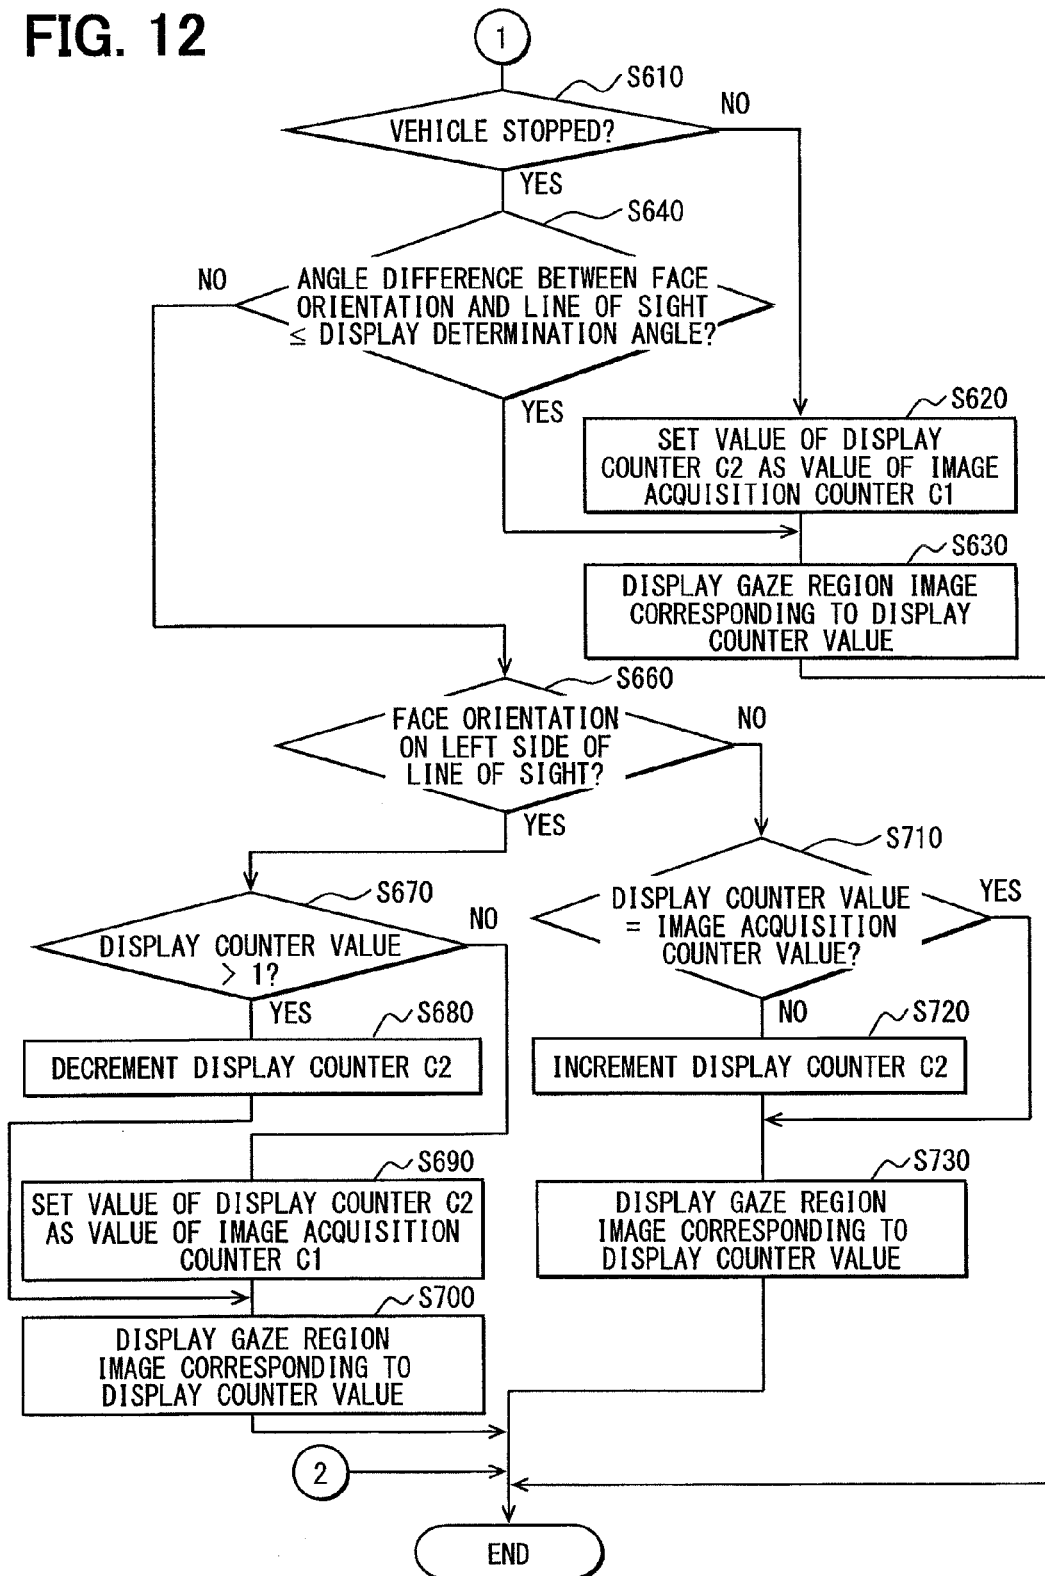 FIG. 12
1
S610
VEHICLE STOPPED?
NO
YES
S640
NO
ANGLE DIFFERENCE BETWEEN FACE
ORIENTATION AND LINE OF SIGHT
≤ DISPLAY DETERMINATION ANGLE?
YES
S620
SET VALUE OF DISPLAY
COUNTER C2 AS VALUE OF IMAGE
ACQUISITION COUNTER C1
S630
DISPLAY GAZE REGION IMAGE
CORRESPONDING TO DISPLAY
COUNTER VALUE
S660
FACE ORIENTATION
ON LEFT SIDE OF
LINE OF SIGHT?
NO
YES
S710
DISPLAY COUNTER VALUE
= IMAGE ACQUISITION
COUNTER VALUE?
YES
NO
S670
DISPLAY COUNTER VALUE
> 1?
NO
YES
S680
DECREMENT DISPLAY COUNTER C2
S720
INCREMENT DISPLAY COUNTER C2
S690
SET VALUE OF DISPLAY COUNTER C2
AS VALUE OF IMAGE ACQUISITION
COUNTER C1
S730
DISPLAY GAZE REGION
IMAGE CORRESPONDING TO
DISPLAY COUNTER VALUE
S700
DISPLAY GAZE REGION
IMAGE CORRESPONDING TO
DISPLAY COUNTER VALUE
2
END